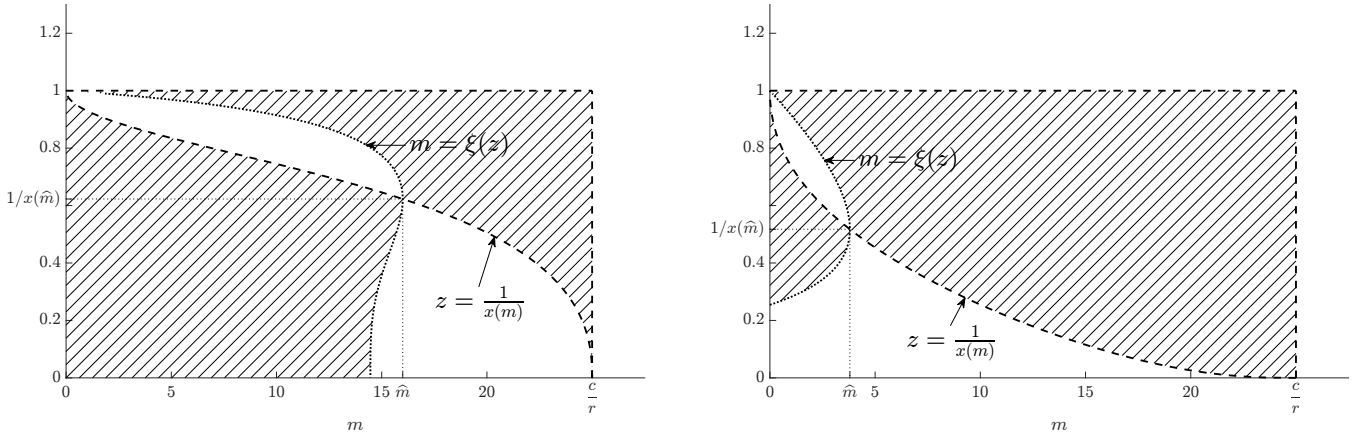 1.2
1
0.8
1/x(m̂)
0.4
0.2
0
0 5 10 15 m̂ 20 c/r
m
m = ξ(z)
z = 1/x(m)
1.2
1
0.8
1/x(m̂)
0.4
0.2
0
0 m̂ 5 10 15 20 c/r
m
m = ξ(z)
z = 1/x(m)